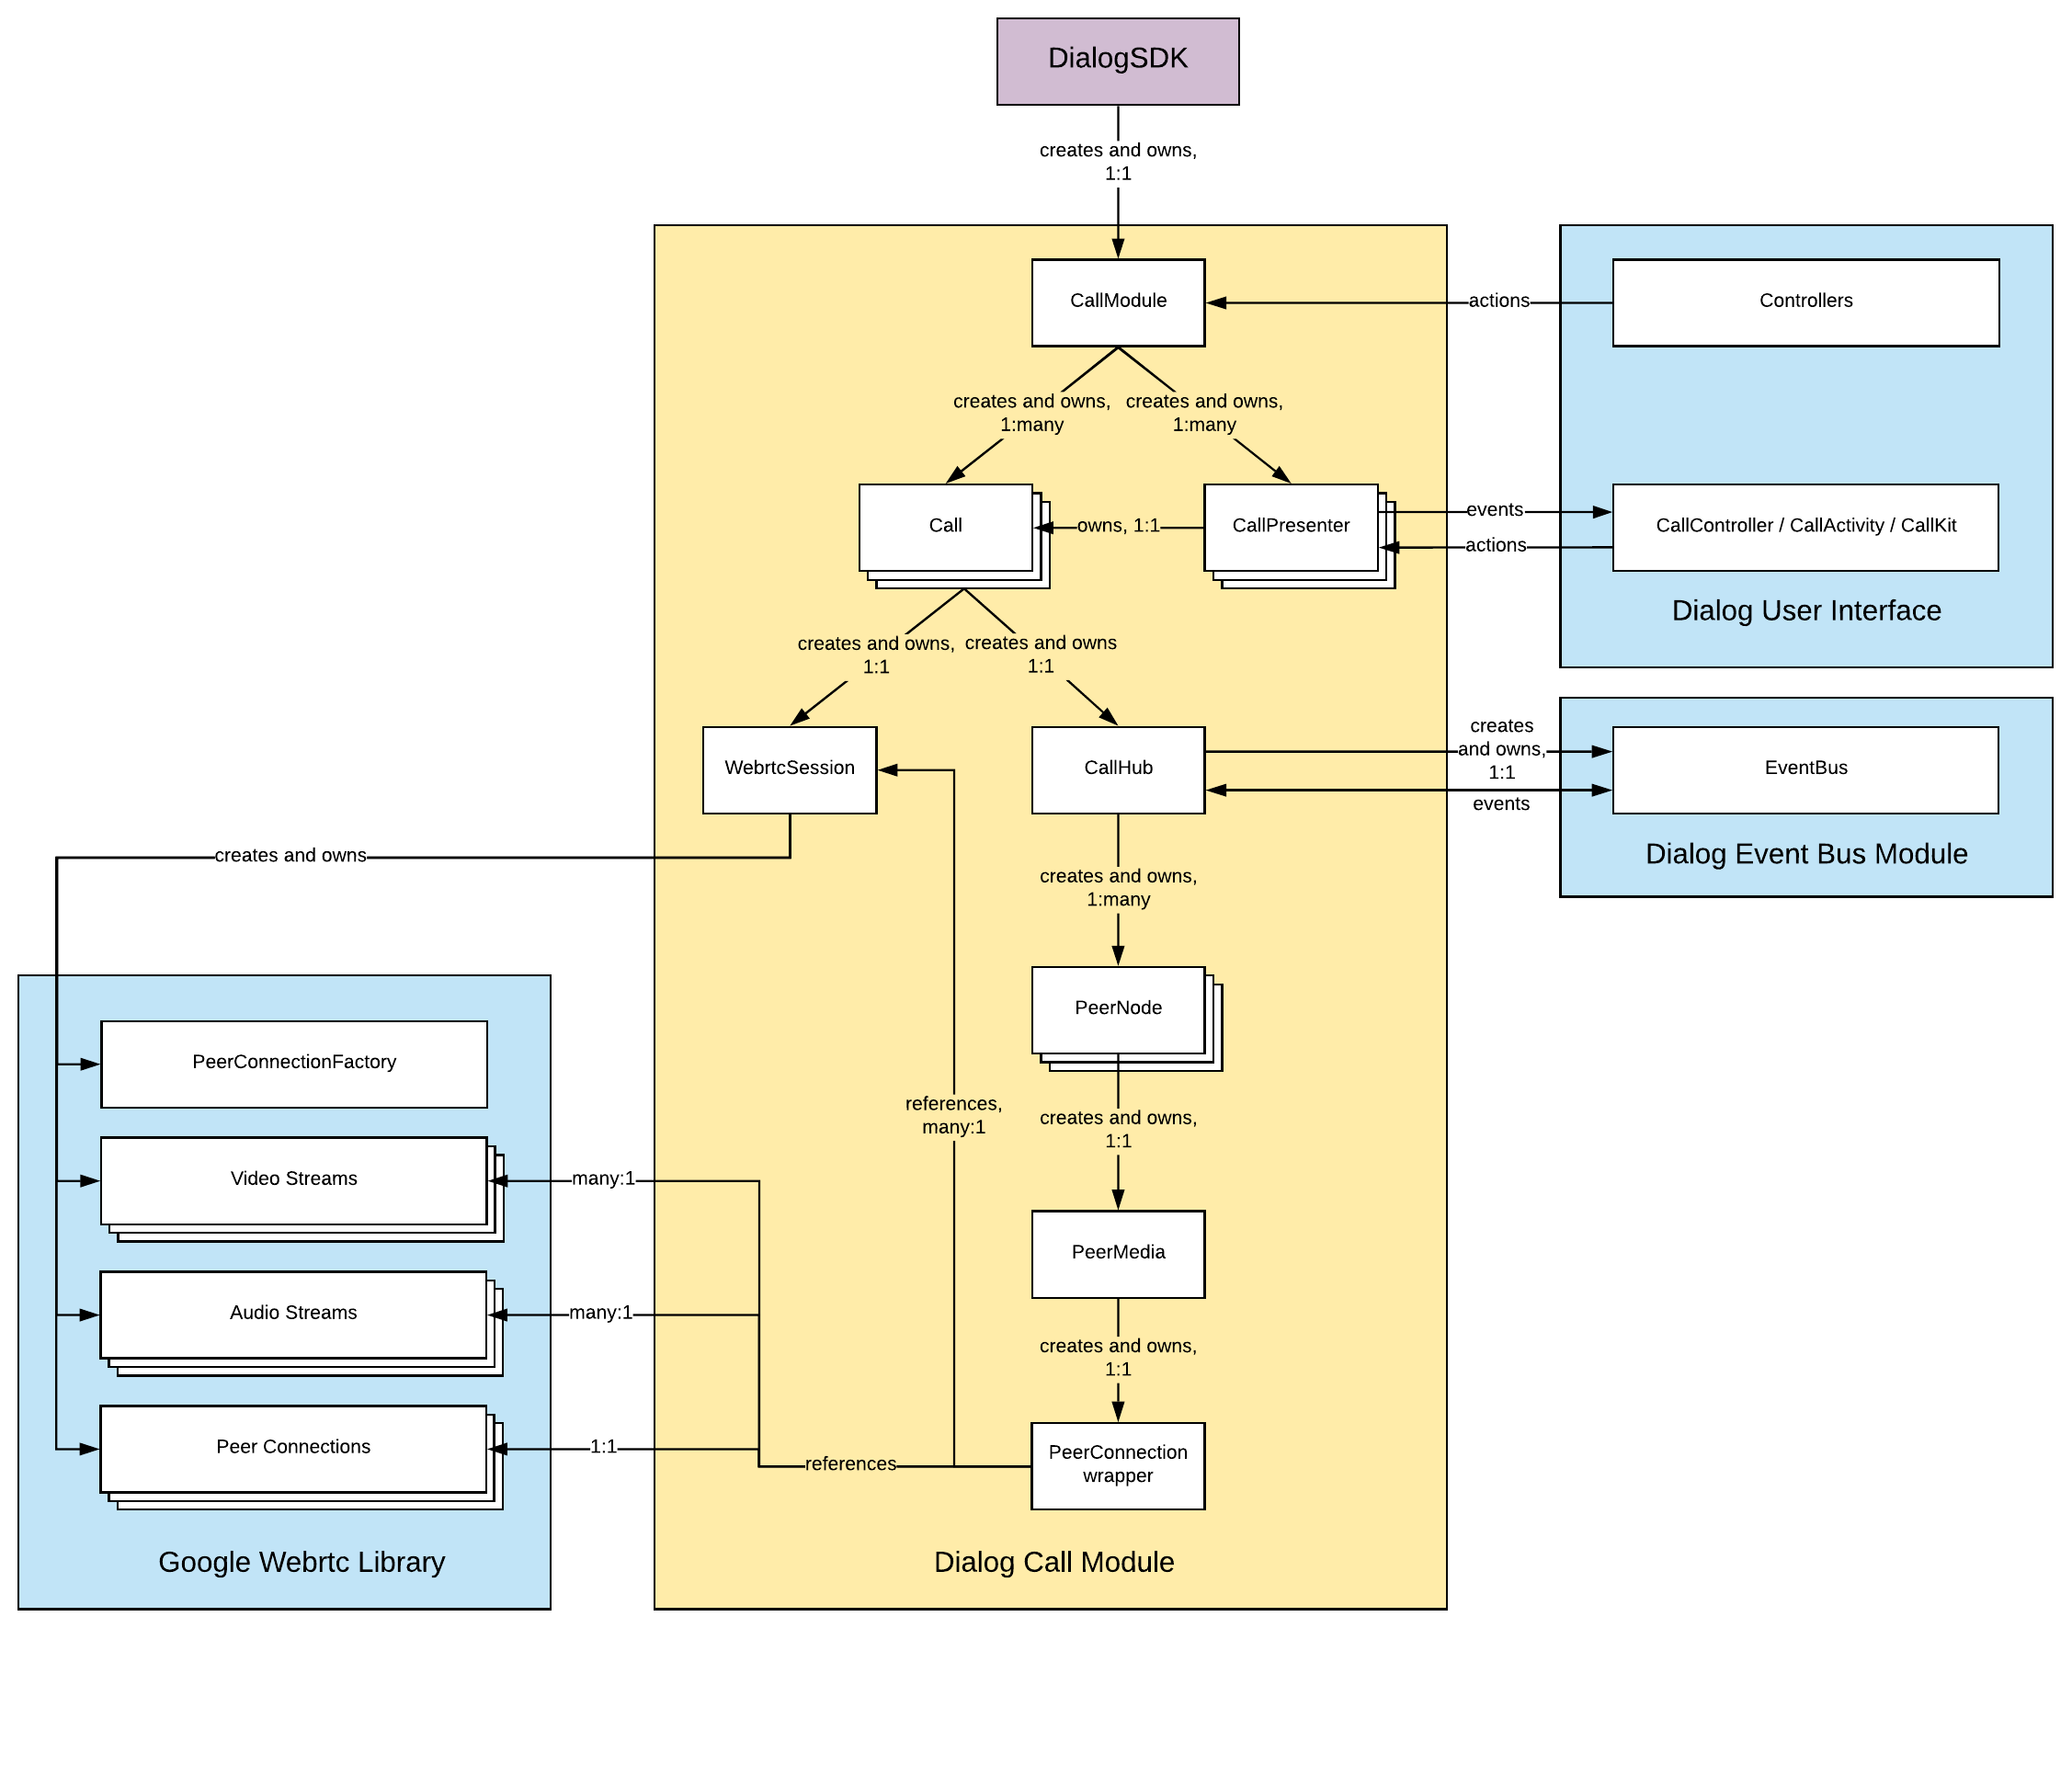 DialogSDK
creates and owns,
1:1
CallModule
actions
Controllers
creates and owns,
1:many
creates and owns,
1:many
Call
owns, 1:1
CallPresenter
events
actions
CallController / CallActivity / CallKit
Dialog User Interface
creates and owns,
1:1
creates and owns
1:1
WebrtcSession
CallHub
creates
and owns,
1:1
events
EventBus
Dialog Event Bus Module
creates and owns
creates and owns,
1:many
PeerNode
PeerConnectionFactory
references,
many:1
creates and owns,
1:1
Video Streams
many:1
PeerMedia
Audio Streams
many:1
creates and owns,
1:1
Peer Connections
1:1
references
PeerConnection
wrapper
Google Webrtc Library
Dialog Call Module